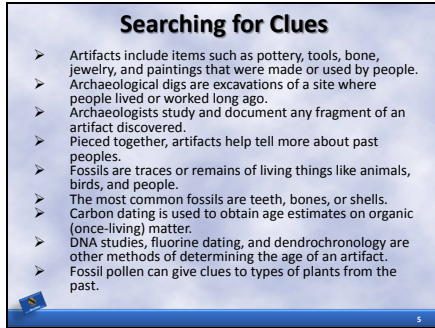 Searching for Clues
➢ Artifacts include items such as pottery, tools, bone,
jewelry, and paintings that were made or used by people.
➢ Archaeological digs are excavations of a site where
people lived or worked long ago.
➢ Archaeologists study and document any fragment of an
artifact discovered.
➢ Pieced together, artifacts help tell more about past
peoples.
➢ Fossils are traces or remains of living things like animals,
birds, and people.
➢ The most common fossils are teeth, bones, or shells.
➢ Carbon dating is used to obtain age estimates on organic
(once-living) matter.
➢ DNA studies, fluorine dating, and dendrochronology are
other methods of determining the age of an artifact.
➢ Fossil pollen can give clues to types of plants from the
past.
5